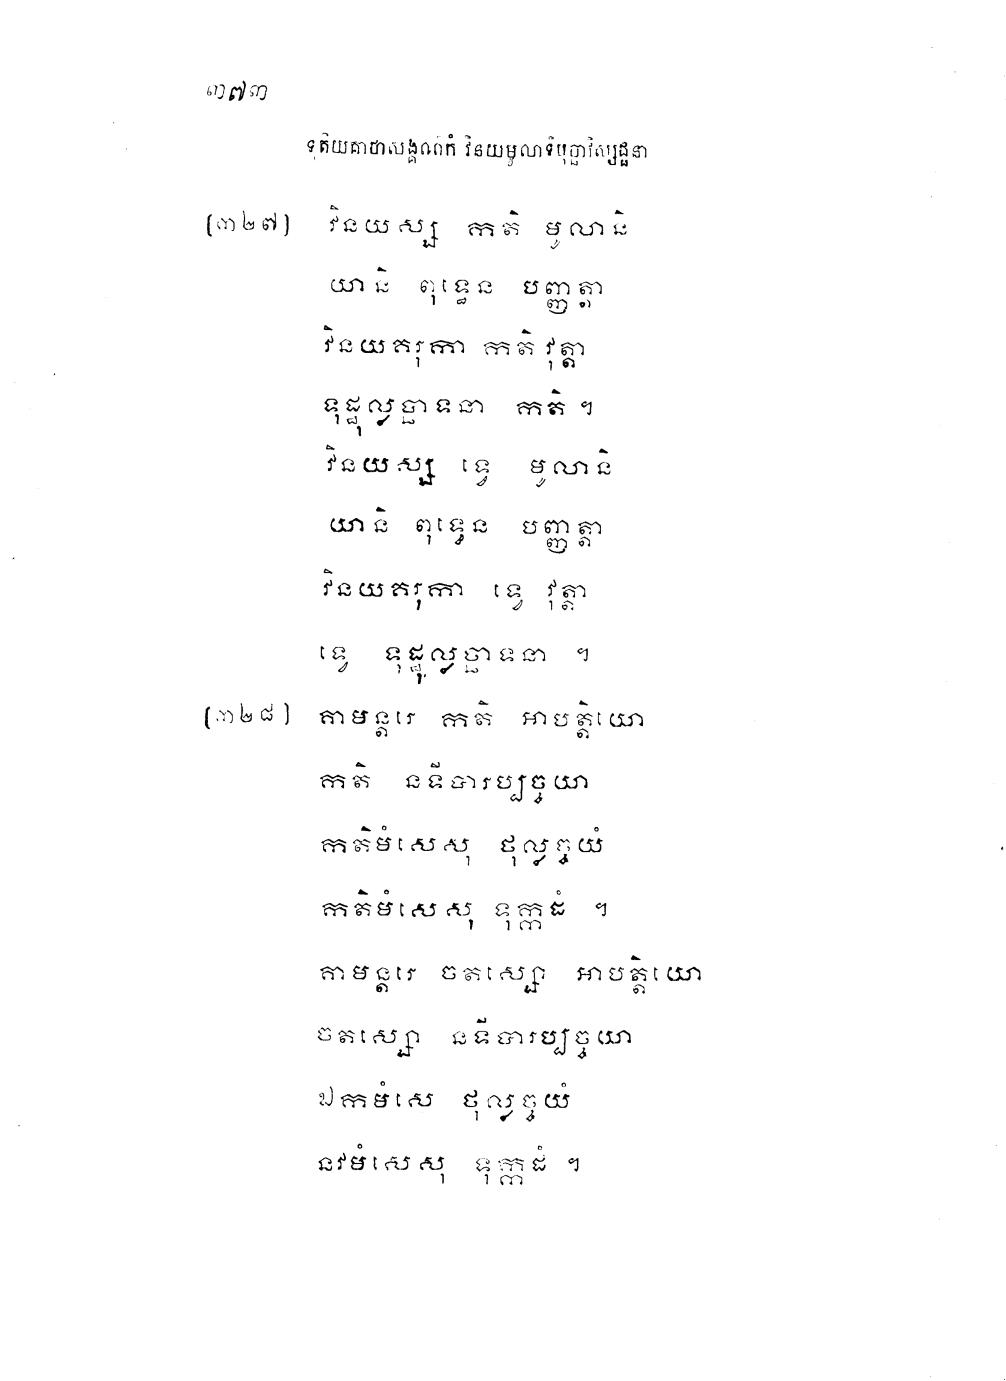 ៣៧៣
ទុតិយគាថាសង្គណិកំ វិនយមូលាទិបុច្ឆាវិស្សជ្ជនា
[៣២៧] វិនយស្ស កតិ មូលានិ
យានិ ពុទ្ធេន បញ្ញត្តា
វិនយគរុកា កតិ វុត្តា
ទុដ្ឋុល្លច្ឆាទនា កតិ ។
វិនយស្ស ទ្វេ មូលានិ
យានិ ពុទ្ធេន បញ្ញត្តា
វិនយគរុកា ទ្វេ វុត្តា
ទ្វេ ទុដ្ឋុល្លច្ឆាទនា ។
[៣២៨] គាមន្តរេ កតិ អាបត្តិយោ
កតិ នទីបារប្បច្ចយា
កតិមំសេសុ ថុល្លច្ចយំ
កតិមំសេសុ ទុក្កដំ ។
គាមន្តរេ ចតស្សោ អាបត្តិយោ
ចតស្សោ នទីបារប្បច្ចយា
ឯកមំសេ ថុល្លច្ចយំ
នវមំសេសុ ទុក្កដំ ។